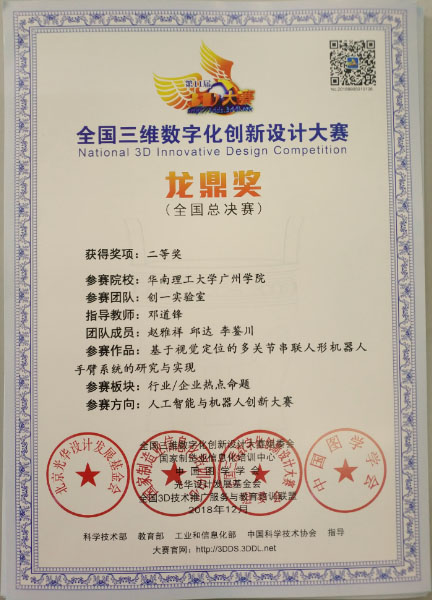 第11届
3D大赛
全国三维数字化创新设计大赛
National 3D Innovative Design Competition
龙鼎奖
(全国总决赛)
获得奖项：二等奖
参赛院校：华南理工大学广州学院
参赛团队：创一实验室
指导教师：邓道锋
团队成员：赵雅祥 邱达 李鉴川
参赛作品：基于视觉定位的多关节串联人形机器人
手臂系统的研究与实现
参赛板块：行业/企业热点命题
参赛方向：人工智能与机器人创新大赛
全国三维数字化创新设计大赛组委会
国家制造业信息化培训中心
中国图学学会
光华设计发展基金会
全国3D技术推广服务与教育培训联盟
2018年12月
北京光华设计发展基金会
中国图学学会
科学技术部 教育部 工业和信息化部 中国科学技术协会 指导
大赛官网：http://3DDS.3DDL.net